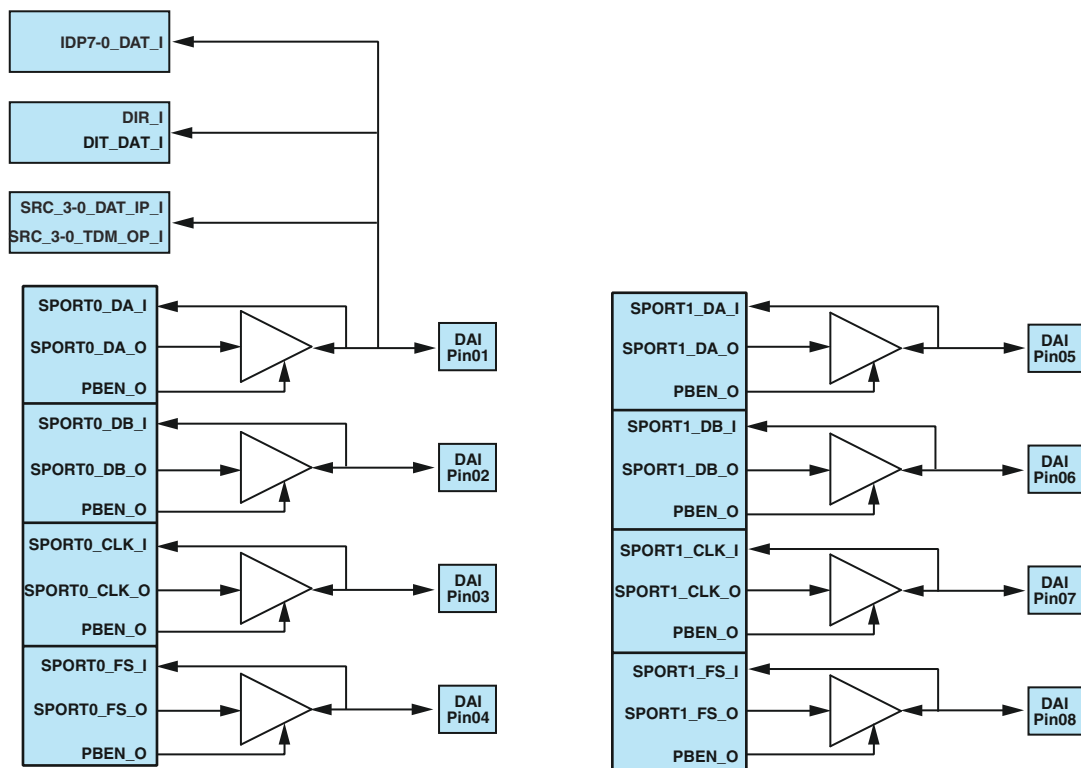 IDP7-0_DAT_I
DIR_I
DIT_DAT_I
SRC_3-0_DAT_IP_I
SRC_3-0_TDM_OP_I
SPORT0_DA_I
SPORT0_DA_O
PBEN_O
DAI
Pin01
SPORT0_DB_I
SPORT0_DB_O
PBEN_O
DAI
Pin02
SPORT0_CLK_I
SPORT0_CLK_O
PBEN_O
DAI
Pin03
SPORT0_FS_I
SPORT0_FS_O
PBEN_O
DAI
Pin04
SPORT1_DA_I
SPORT1_DA_O
PBEN_O
DAI
Pin05
SPORT1_DB_I
SPORT1_DB_O
PBEN_O
DAI
Pin06
SPORT1_CLK_I
SPORT1_CLK_O
PBEN_O
DAI
Pin07
SPORT1_FS_I
SPORT1_FS_O
PBEN_O
DAI
Pin08